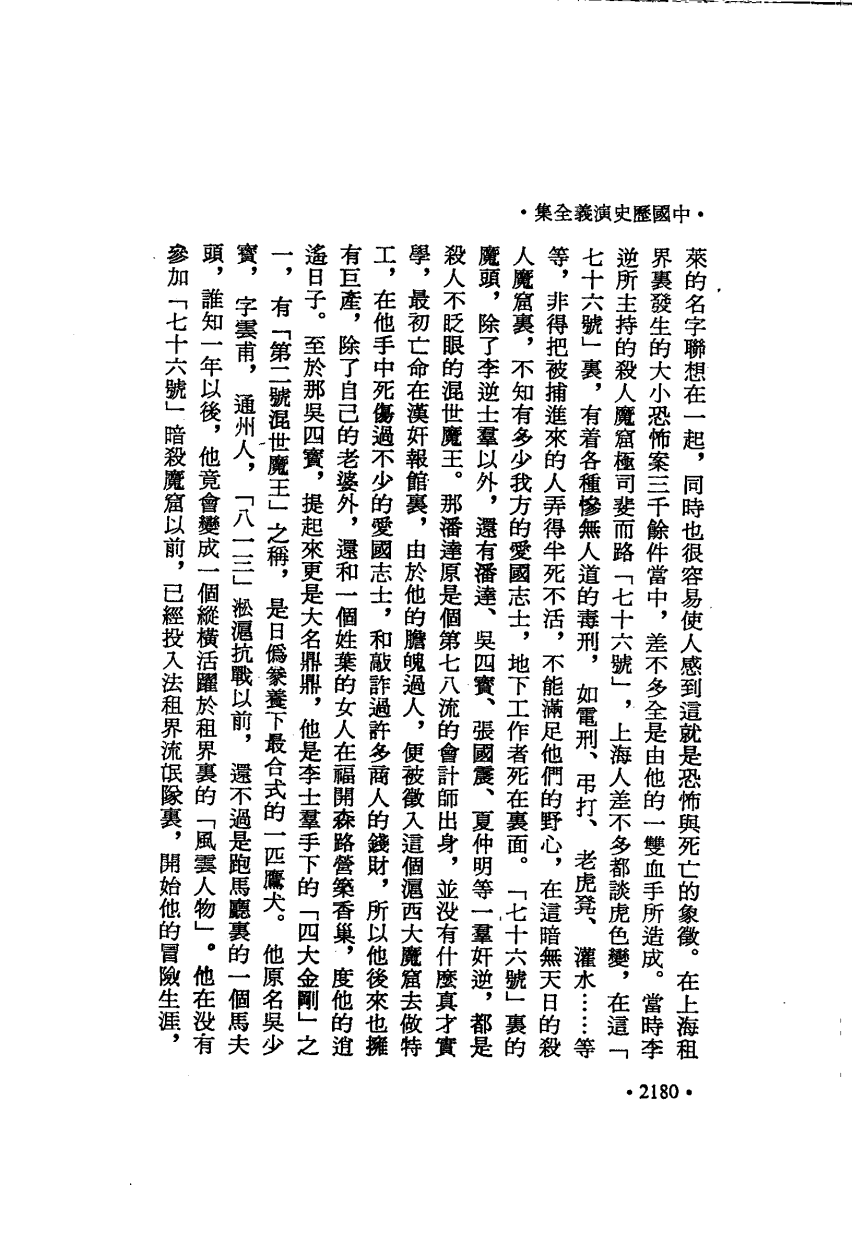 ·中國歷史演義全集·
萊的名字聯想在一起，同時也很容易使人感到這就是恐怖與死亡的象徵。在上海租
界裏發生的大小恐怖案三千餘件當中，差不多全是由他的一雙血手所造成。當時李
逆所主持的殺人魔窟極司斐而路「七十六號」，上海人差不多都談虎色變，在這「
七十六號」裏，有着各種慘無人道的毒刑，如電刑、弔打、老虎凳、灌水……等
等，非得把被捕進來的人弄得半死不活，不能滿足他們的野心，在這暗無天日的殺
人魔窟裏，不知有多少我方的愛國志士，地下工作者死在裏面。「七十六號」裏的
魔頭，除了李逆士羣以外，還有潘達、吳四寶、張國震、夏仲明等一羣奸逆，都是
殺人不眨眼的混世魔王。那潘達原是個第七八流的會計師出身，並没有什麼真才實
學，最初亡命在漢奸報館裏，由於他的膽魄過人，便被徵入這個滬西大魔窟去做特
工，在他手中死傷過不少的愛國志士，和敲詐過許多商人的錢財，所以他後來也擁
有巨產，除了自己的老婆外，還和一個姓葉的女人在福開森路營築香巢，度他的逍
遙日子。至於那吳四寶，提起來更是大名鼎鼎，他是李士羣手下的「四大金剛」之
一，有「第二號混世魔王」之稱，是日僞豢養下最合式的一匹鷹犬。他原名吳少
寶，字雲甫，通州人，「八一三」淞滬抗戰以前，還不過是跑馬廳裏的一個馬夫
頭，誰知一年以後，他竟會變成一個縱橫活躍於租界裏的「風雲人物」。他在没有
參加「七十六號」暗殺魔窟以前，已經投入法租界流氓隊裏，開始他的冒險生涯，
·2180·